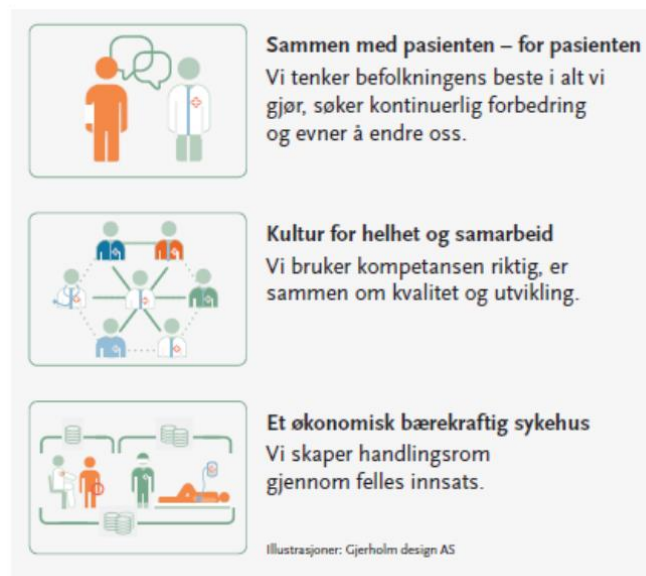 Sammen med pasienten – for pasienten
Vi tenker befolkningens beste i alt vi
gjør, søker kontinuerlig forbedring
og evner å endre oss.
Kultur for helhet og samarbeid
Vi bruker kompetansen riktig, er
sammen om kvalitet og utvikling.
Et økonomisk bærekraftig sykehus
Vi skaper handlingsrom
gjennom felles innsats.
Illustrasjoner: Gjerholm design AS